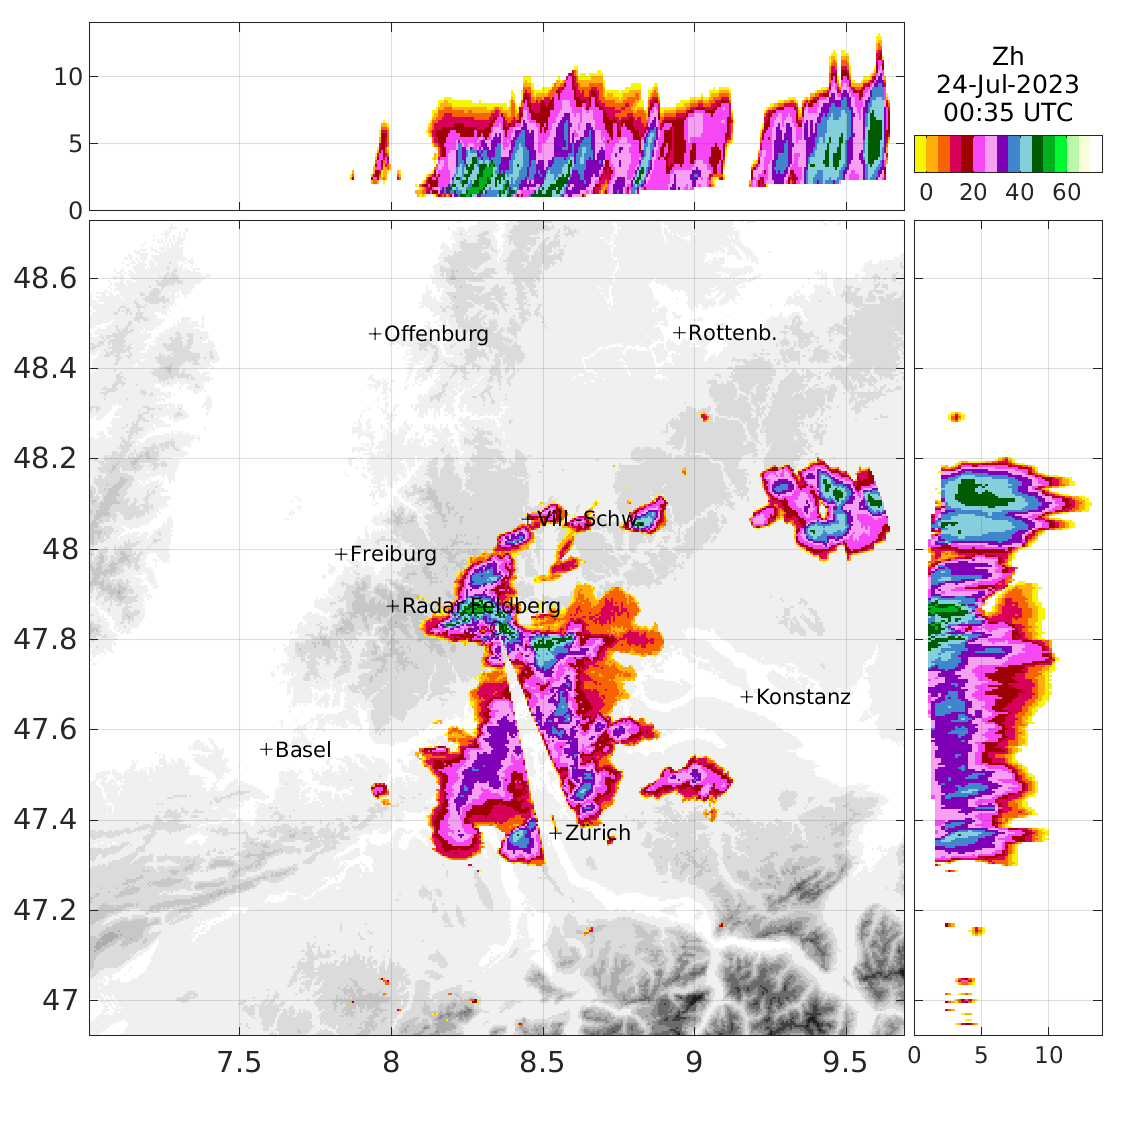 Zh
24-Jul-2023
00:35 UTC
10
5
0
0 20 40 60
48.6
48.4
48.2
48
47.8
47.6
47.4
47.2
47
+Offenburg
+Rottenb.
+Vill.-Schw.
+Freiburg
+Radar Feldberg
+Konstanz
+Basel
+Zürich
7.5 8 8.5 9 9.5
0 5 10